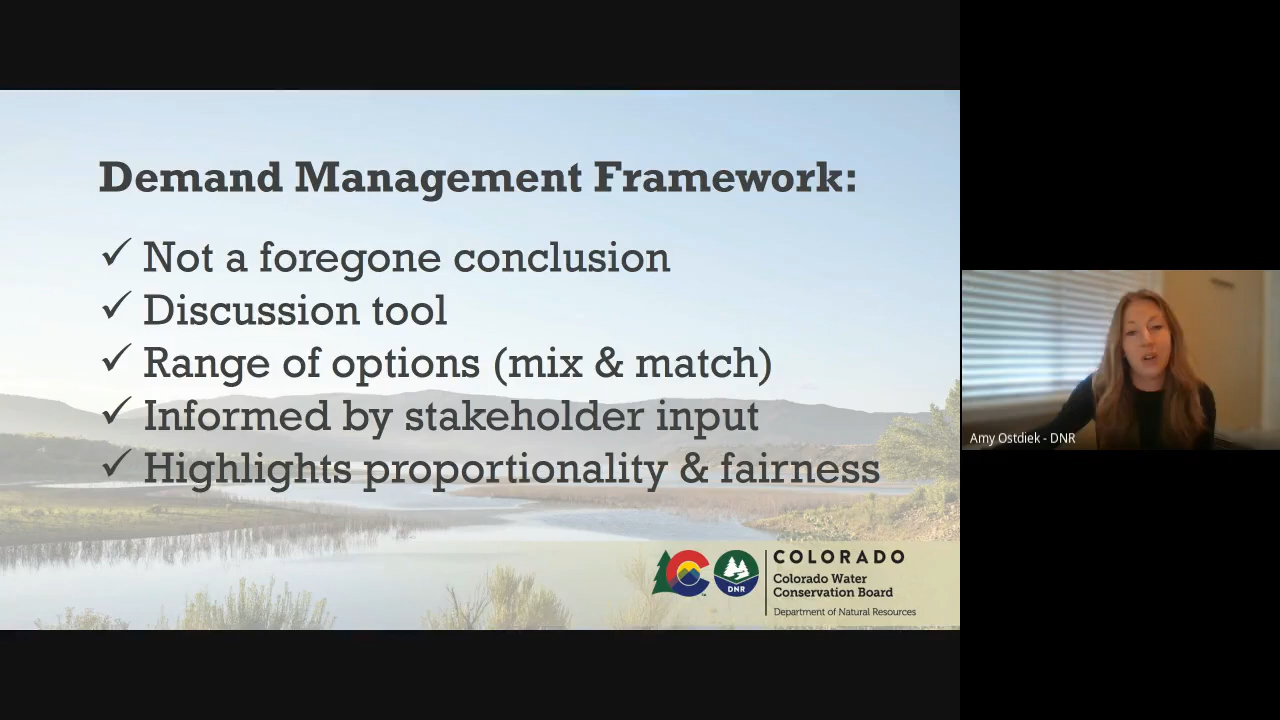 Demand Management Framework:
✓ Not a foregone conclusion
✓ Discussion tool
✓ Range of options (mix & match)
✓ Informed by stakeholder input
✓ Highlights proportionality & fairness
DNR
COLORADO
Colorado Water
Conservation Board
Department of Natural Resources
Amy Ostdiek - DNR